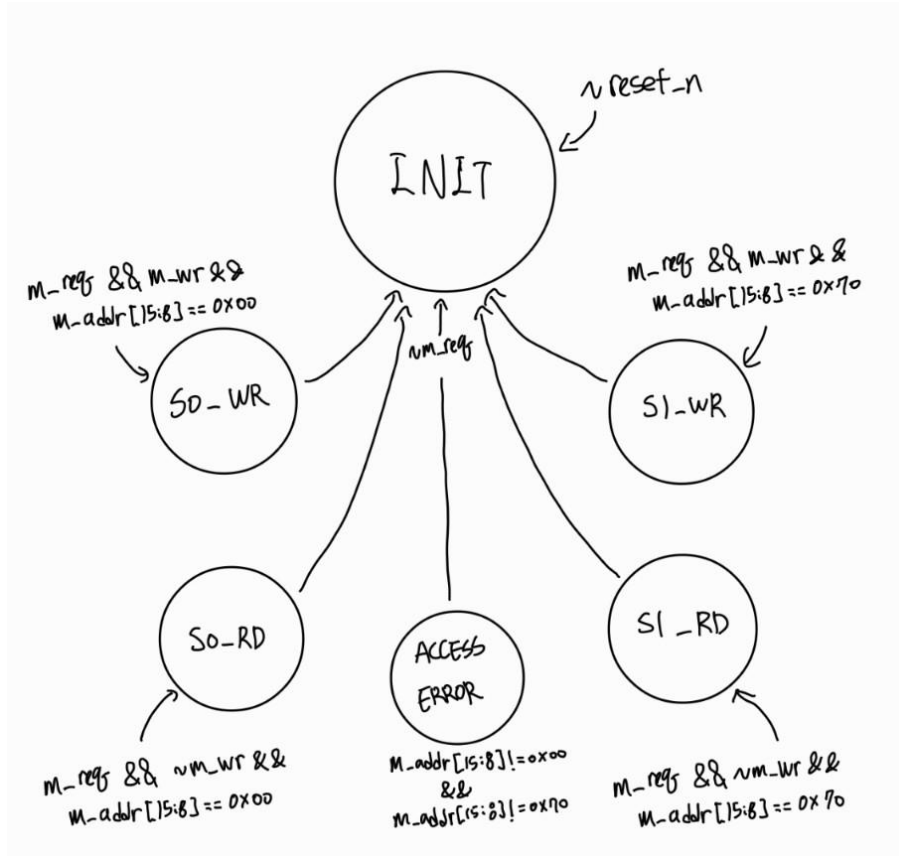 ~reset_n
INIT
m_req && m_wr &&
m_addr[15:8] == 0x00
m_req && m_wr &&
m_addr[15:8] == 0x70
~m_req
S0_WR
S1_WR
S0_RD
ACCESS
ERROR
S1_RD
m_req && ~m_wr &&
m_addr[15:8] == 0x00
m_addr[15:8]!=0x00
&&
m_addr[15:8]!=0x70
m_req && ~m_wr &&
m_addr[15:8] == 0x70